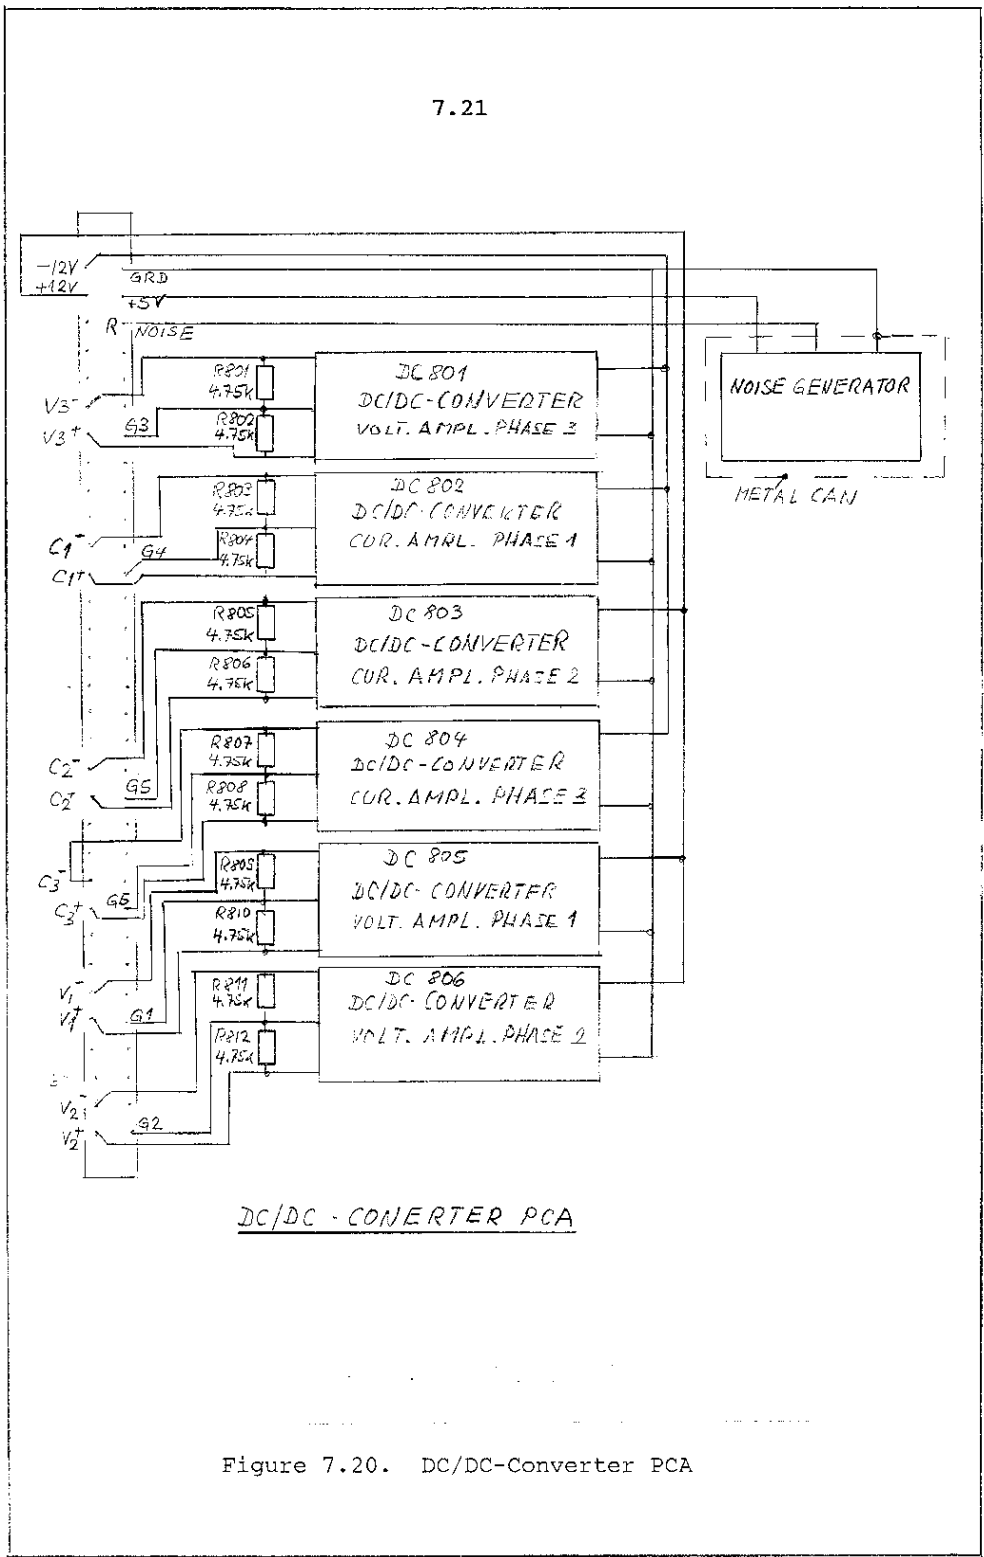 7.21
-12V
+12V
GRD
+5V
R NOISE
R801
4.75K
R802
4.75K
V3-
V3+
G3
DC 801
DC/DC-CONVERTER
VOLT. AMPL. PHASE 3
NOISE GENERATOR
METAL CAN
R803
4.75K
R804
4.75K
C1-
C1+
G4
DC 802
DC/DC-CONVERTER
CUR. AMPL. PHASE 1
R805
4.75K
R806
4.75K
DC 803
DC/DC-CONVERTER
CUR. AMPL. PHASE 2
C2-
G5
R807
4.75K
R808
4.75K
DC 804
DC/DC-CONVERTER
CUR. AMPL. PHASE 3
C3-
C3+
R809
4.75K
R810
4.75K
DC 805
DC/DC-CONVERTER
VOLT. AMPL. PHASE 1
V1-
V1+
G1
R811
4.75K
R812
4.75K
DC 806
DC/DC-CONVERTER
VOLT. AMPL. PHASE 2
V2-
V2+
G2
DC/DC-CONERTER PCA
Figure 7.20. DC/DC-Converter PCA